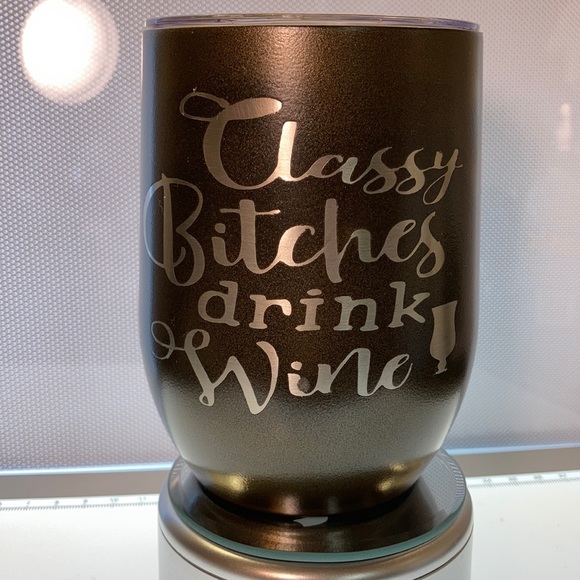 Classy
Bitches
drink
Wine